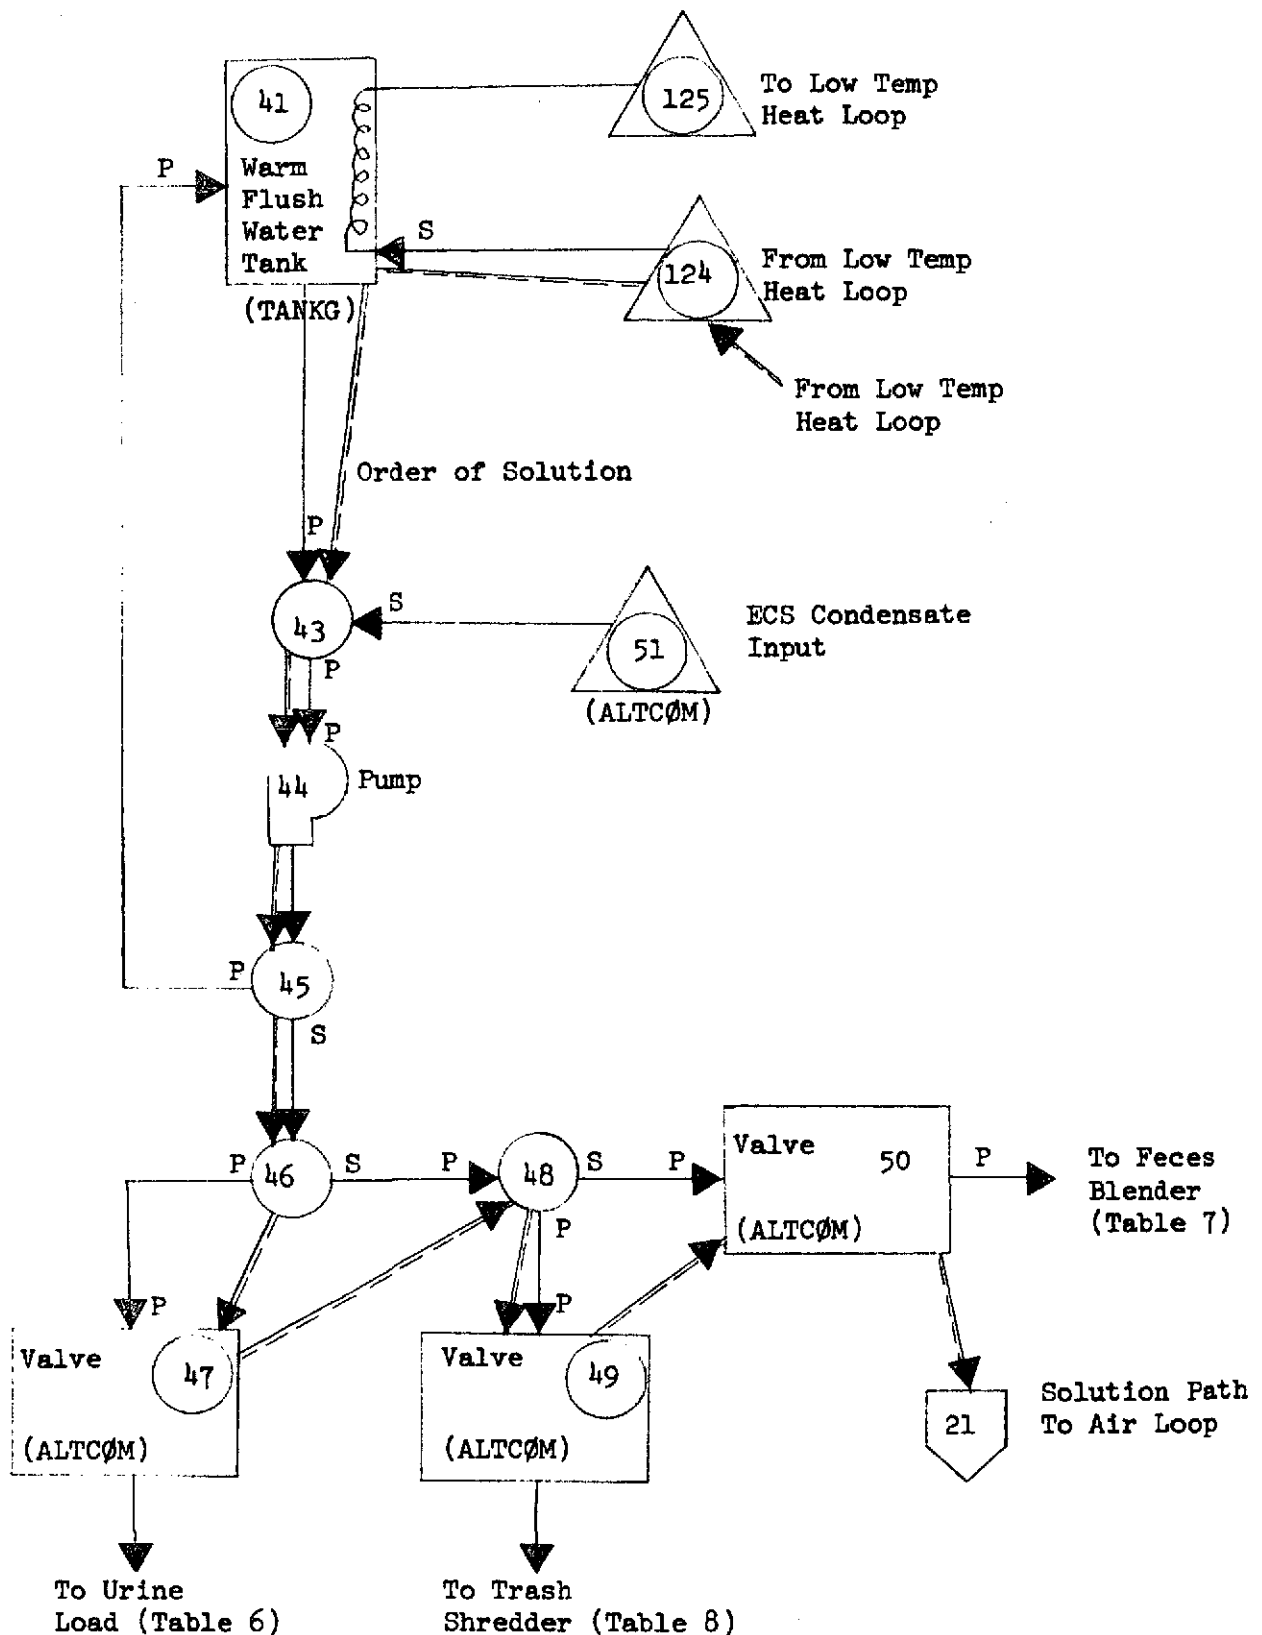 41
Warm
Flush
Water
Tank
(TANKG)
P
S
125
To Low Temp
Heat Loop
124
From Low Temp
Heat Loop
From Low Temp
Heat Loop
Order of Solution
P
43
P
S
51
ECS Condensate
Input
(ALTCØM)
P
44
Pump
P
45
S
P
46
S
P
48
S
P
Valve
50
(ALTCØM)
P
To Feces
Blender
(Table 7)
P
P
P
Valve
47
(ALTCØM)
Valve
49
(ALTCØM)
21
Solution Path
To Air Loop
To Urine
Load (Table 6)
To Trash
Shredder (Table 8)